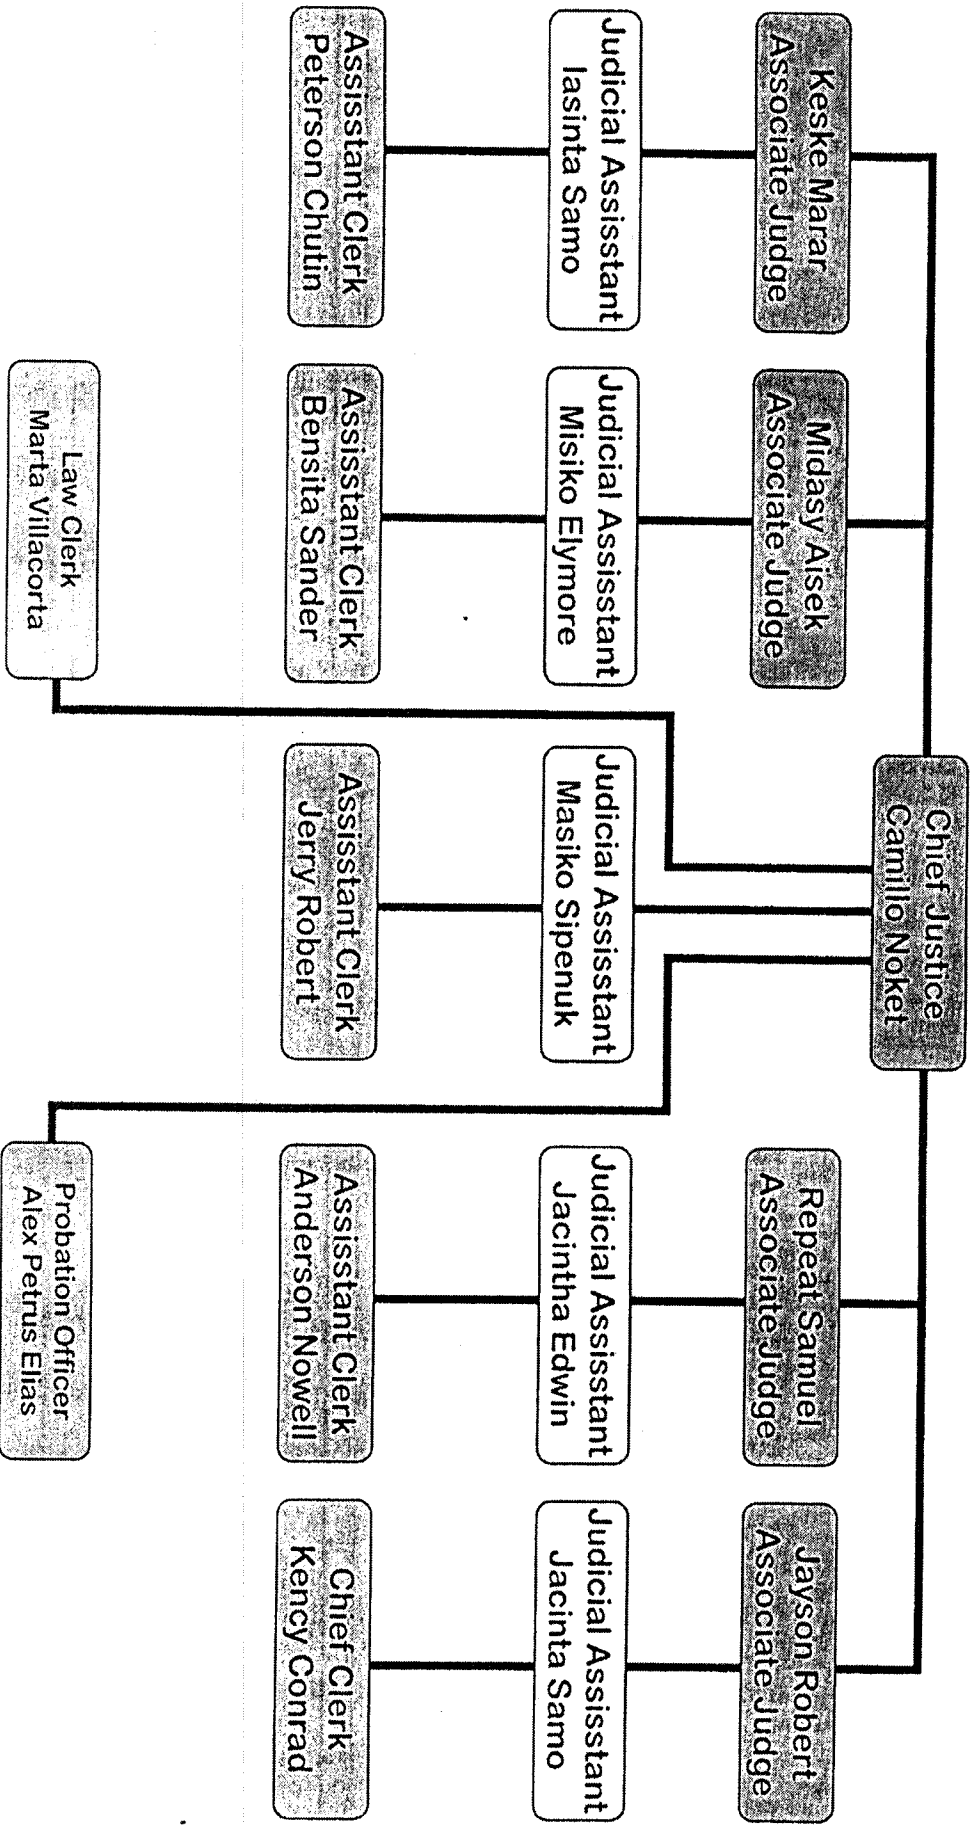 Chief Justice
Camillo Noket
Keske Marar
Associate Judge
Midasy Aisek
Associate Judge
Repeat Samuel
Associate Judge
Jayson Robert
Associate Judge
Judicial Assisstant
Iasinta Samo
Judicial Assisstant
Misiko Elymore
Judicial Assisstant
Masiko Sipenuk
Judicial Assisstant
Jacintha Edwin
Judicial Assisstant
Jacinta Samo
Assisstant Clerk
Peterson Chutin
Assisstant Clerk
Bensita Sander
Assisstant Clerk
Jerry Robert
Assisstant Clerk
Anderson Nowell
Chief Clerk
Kency Conrad
Law Clerk
Marta Villacorta
Probation Officer
Alex Petrus Elias